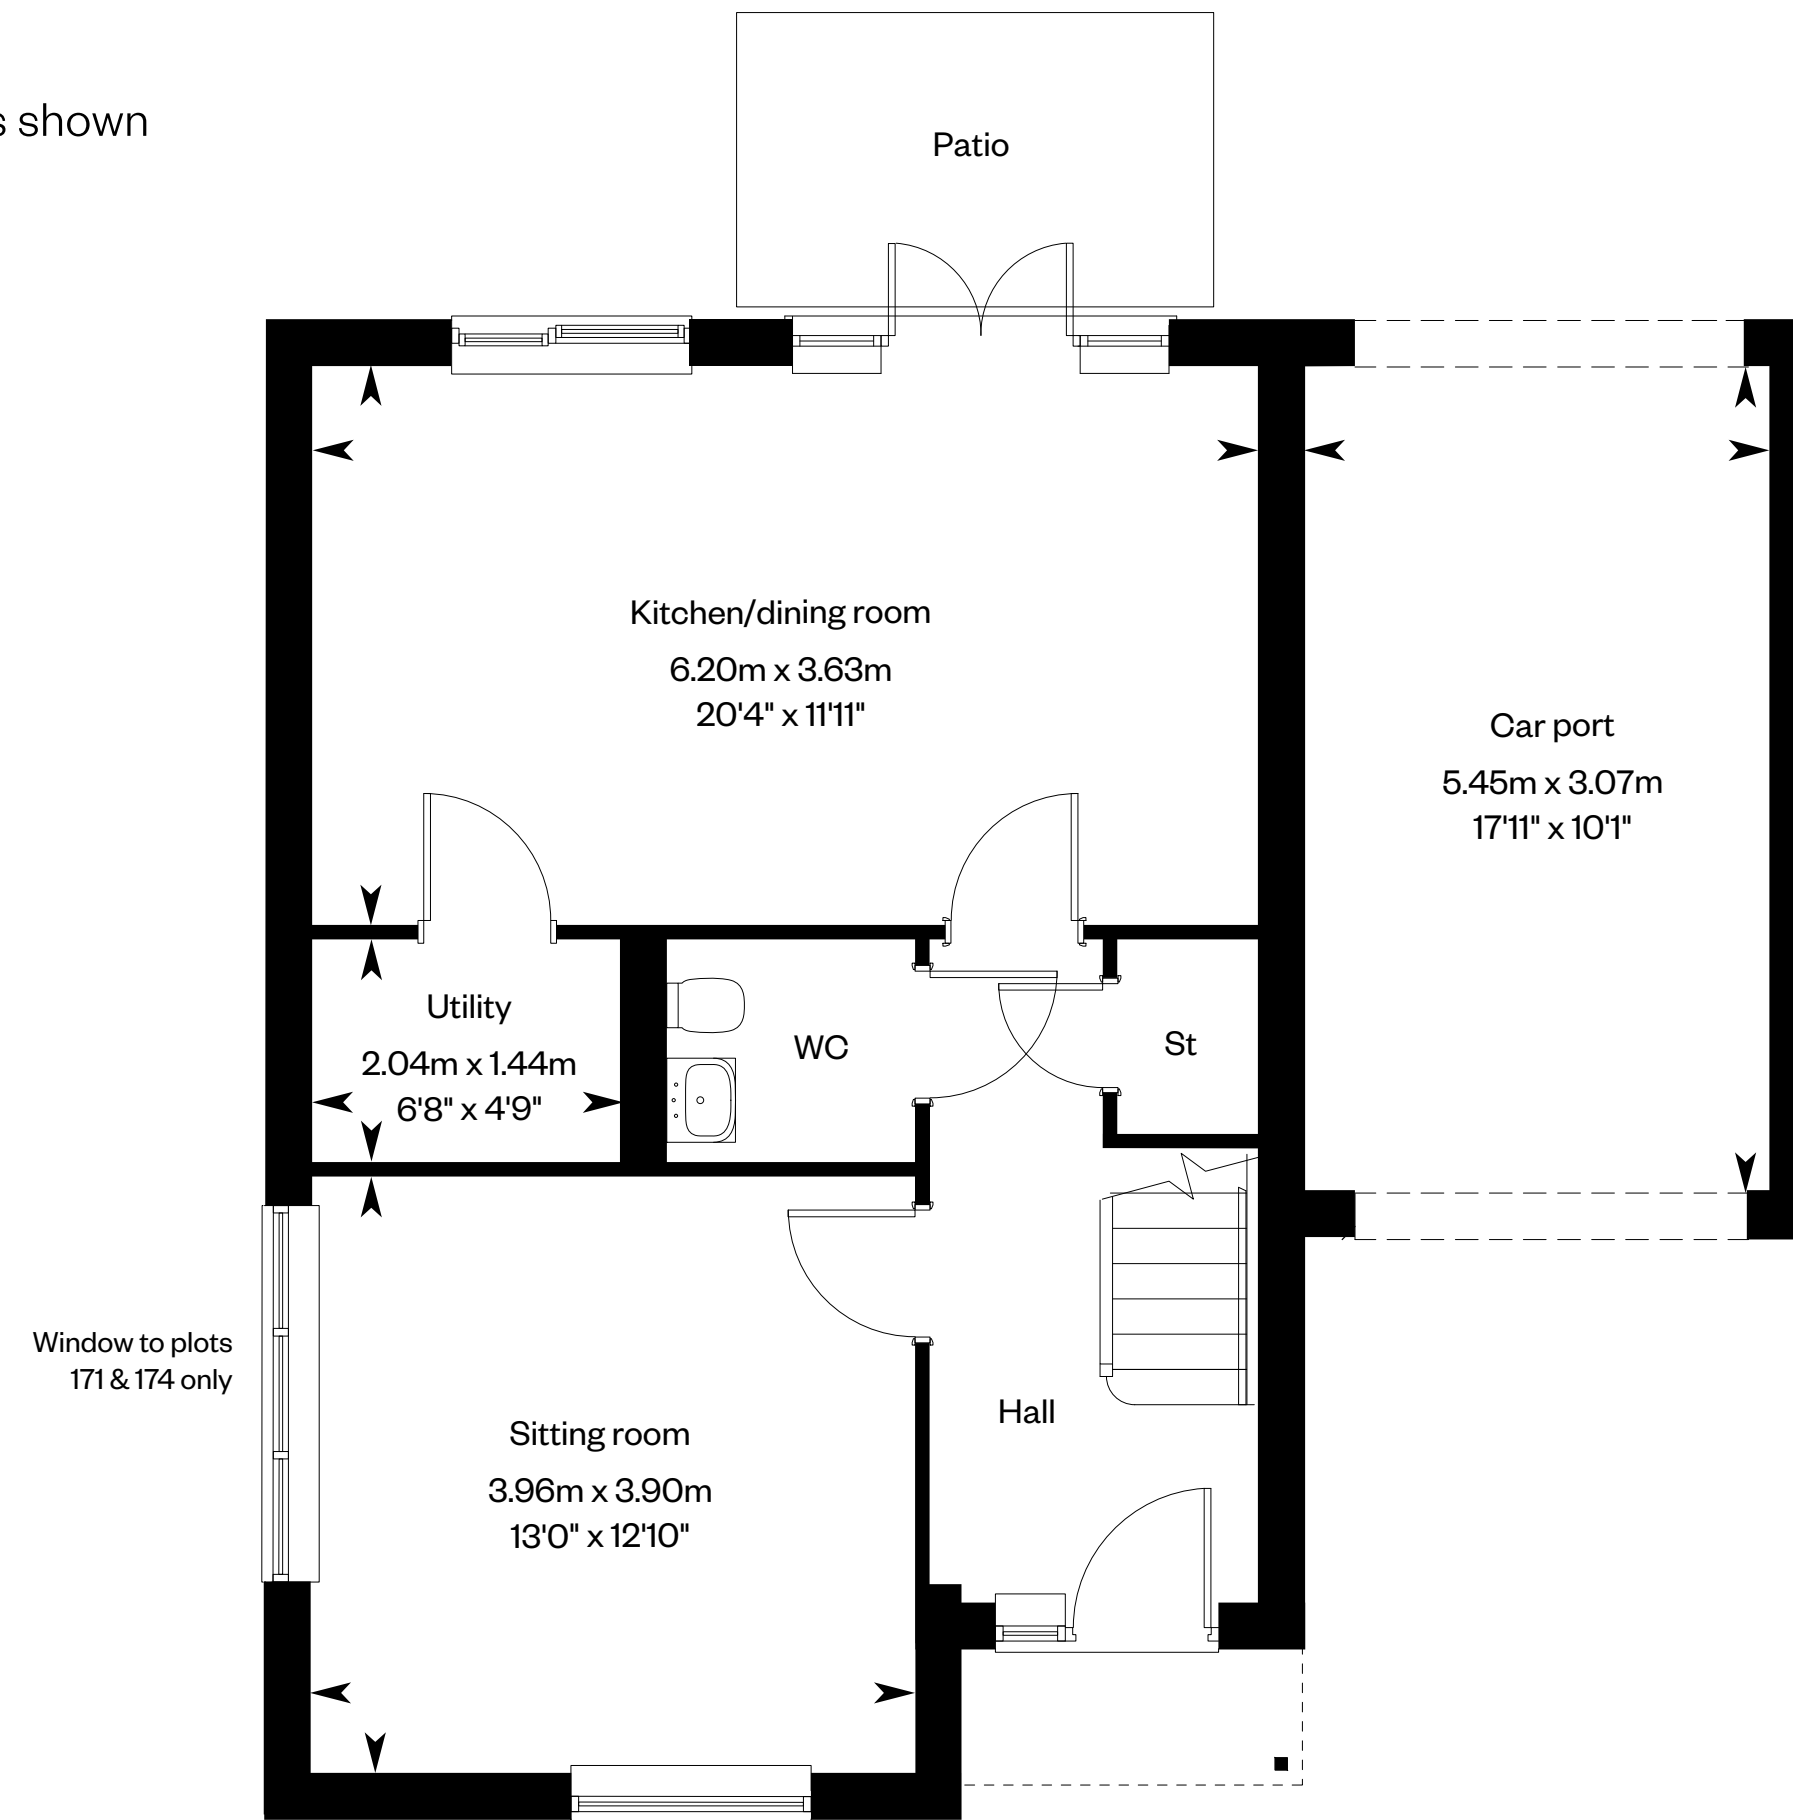 shown
Patio
Kitchen/dining room
6.20m x 3.63m
20'4" x 11'11"
Car port
5.45m x 3.07m
17'11" x 10'1"
Utility
2.04m x 1.44m
6'8" x 4'9"
WC
St
Window to plots
171 & 174 only
Hall
Sitting room
3.96m x 3.90m
13'0" x 12'10"